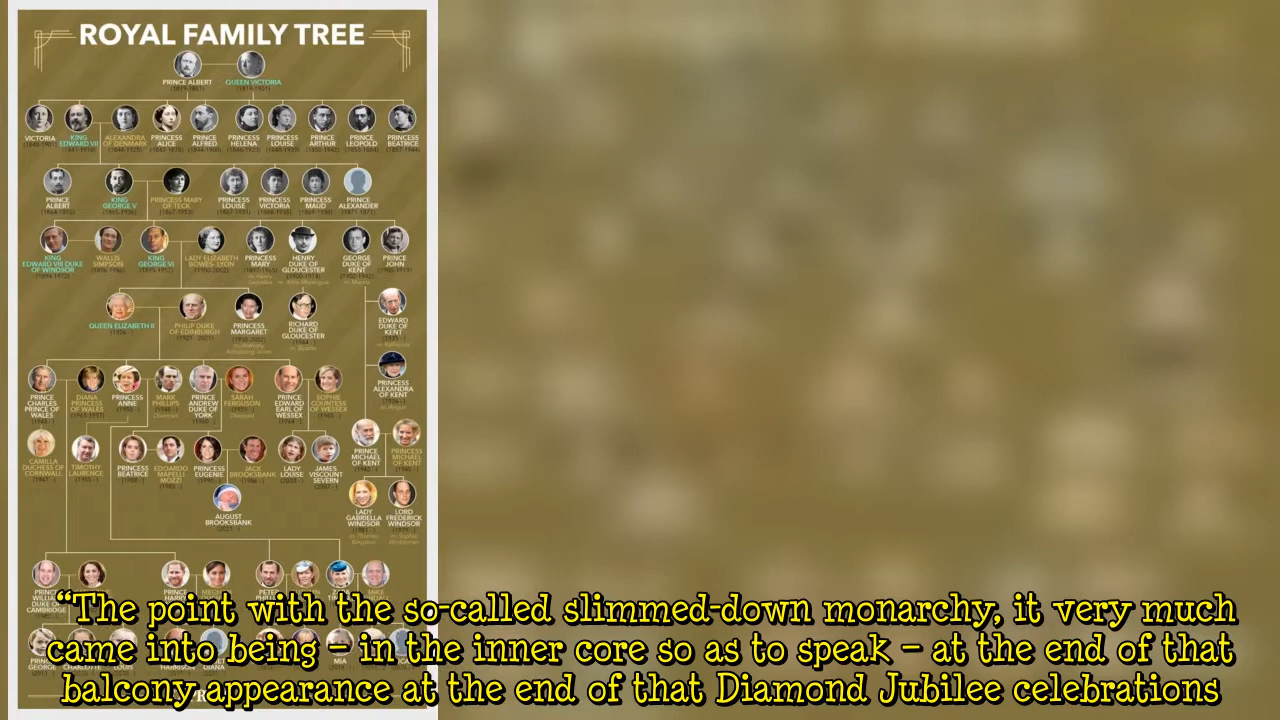 ROYAL FAMILY TREE
PRINCE ALBERT QUEEN VICTORIA
(1819-1861) (1819-1901)
VICTORIA KING EDWARD VII ALEXANDRA OF DENMARK PRINCESS ALICE PRINCE ALFRED PRINCESS HELENA PRINCESS LOUISE PRINCE ARTHUR PRINCE LEOPOLD PRINCESS BEATRICE
PRINCE ALBERT KING GEORGE V PRINCESS MARY OF TECK PRINCESS LOUISE PRINCESS VICTORIA PRINCESS MAUD PRINCE ALEXANDER
KING EDWARD VIII DUKE OF WINDSOR WALLIS SIMPSON KING GEORGE VI LADY ELIZABETH BOWES-LYON PRINCESS MARY HENRY DUKE OF GLOUCESTER GEORGE DUKE OF KENT PRINCE JOHN
QUEEN ELIZABETH II PHILIP DUKE OF EDINBURGH PRINCESS MARGARET RICHARD DUKE OF GLOUCESTER EDWARD DUKE OF KENT
PRINCESS ALEXANDRA OF KENT
PRINCE CHARLES PRINCE OF WALES DIANA PRINCESS OF WALES PRINCESS ANNE MARK PHILLIPS PRINCE ANDREW DUKE OF YORK SARAH FERGUSON PRINCE EDWARD EARL OF WESSEX SOPHIE COUNTESS OF WESSEX
CAMILLA DUCHESS OF CORNWALL TIMOTHY LAURENCE PRINCESS BEATRICE EDOARDO MAPELLI MOZZI PRINCESS EUGENIE JACK BROOKSBANK LADY LOUISE JAMES VISCOUNT SEVERN PRINCE MICHAEL OF KENT PRINCESS MICHAEL OF KENT
AUGUST BROOKSBANK LADY GABRIELLA WINDSOR LORD FREDERICK WINDSOR
“The point with the so-called slimmed-down monarchy, it very much
came into being – in the inner core so as to speak – at the end of that
balcony appearance at the end of that Diamond Jubilee celebrations